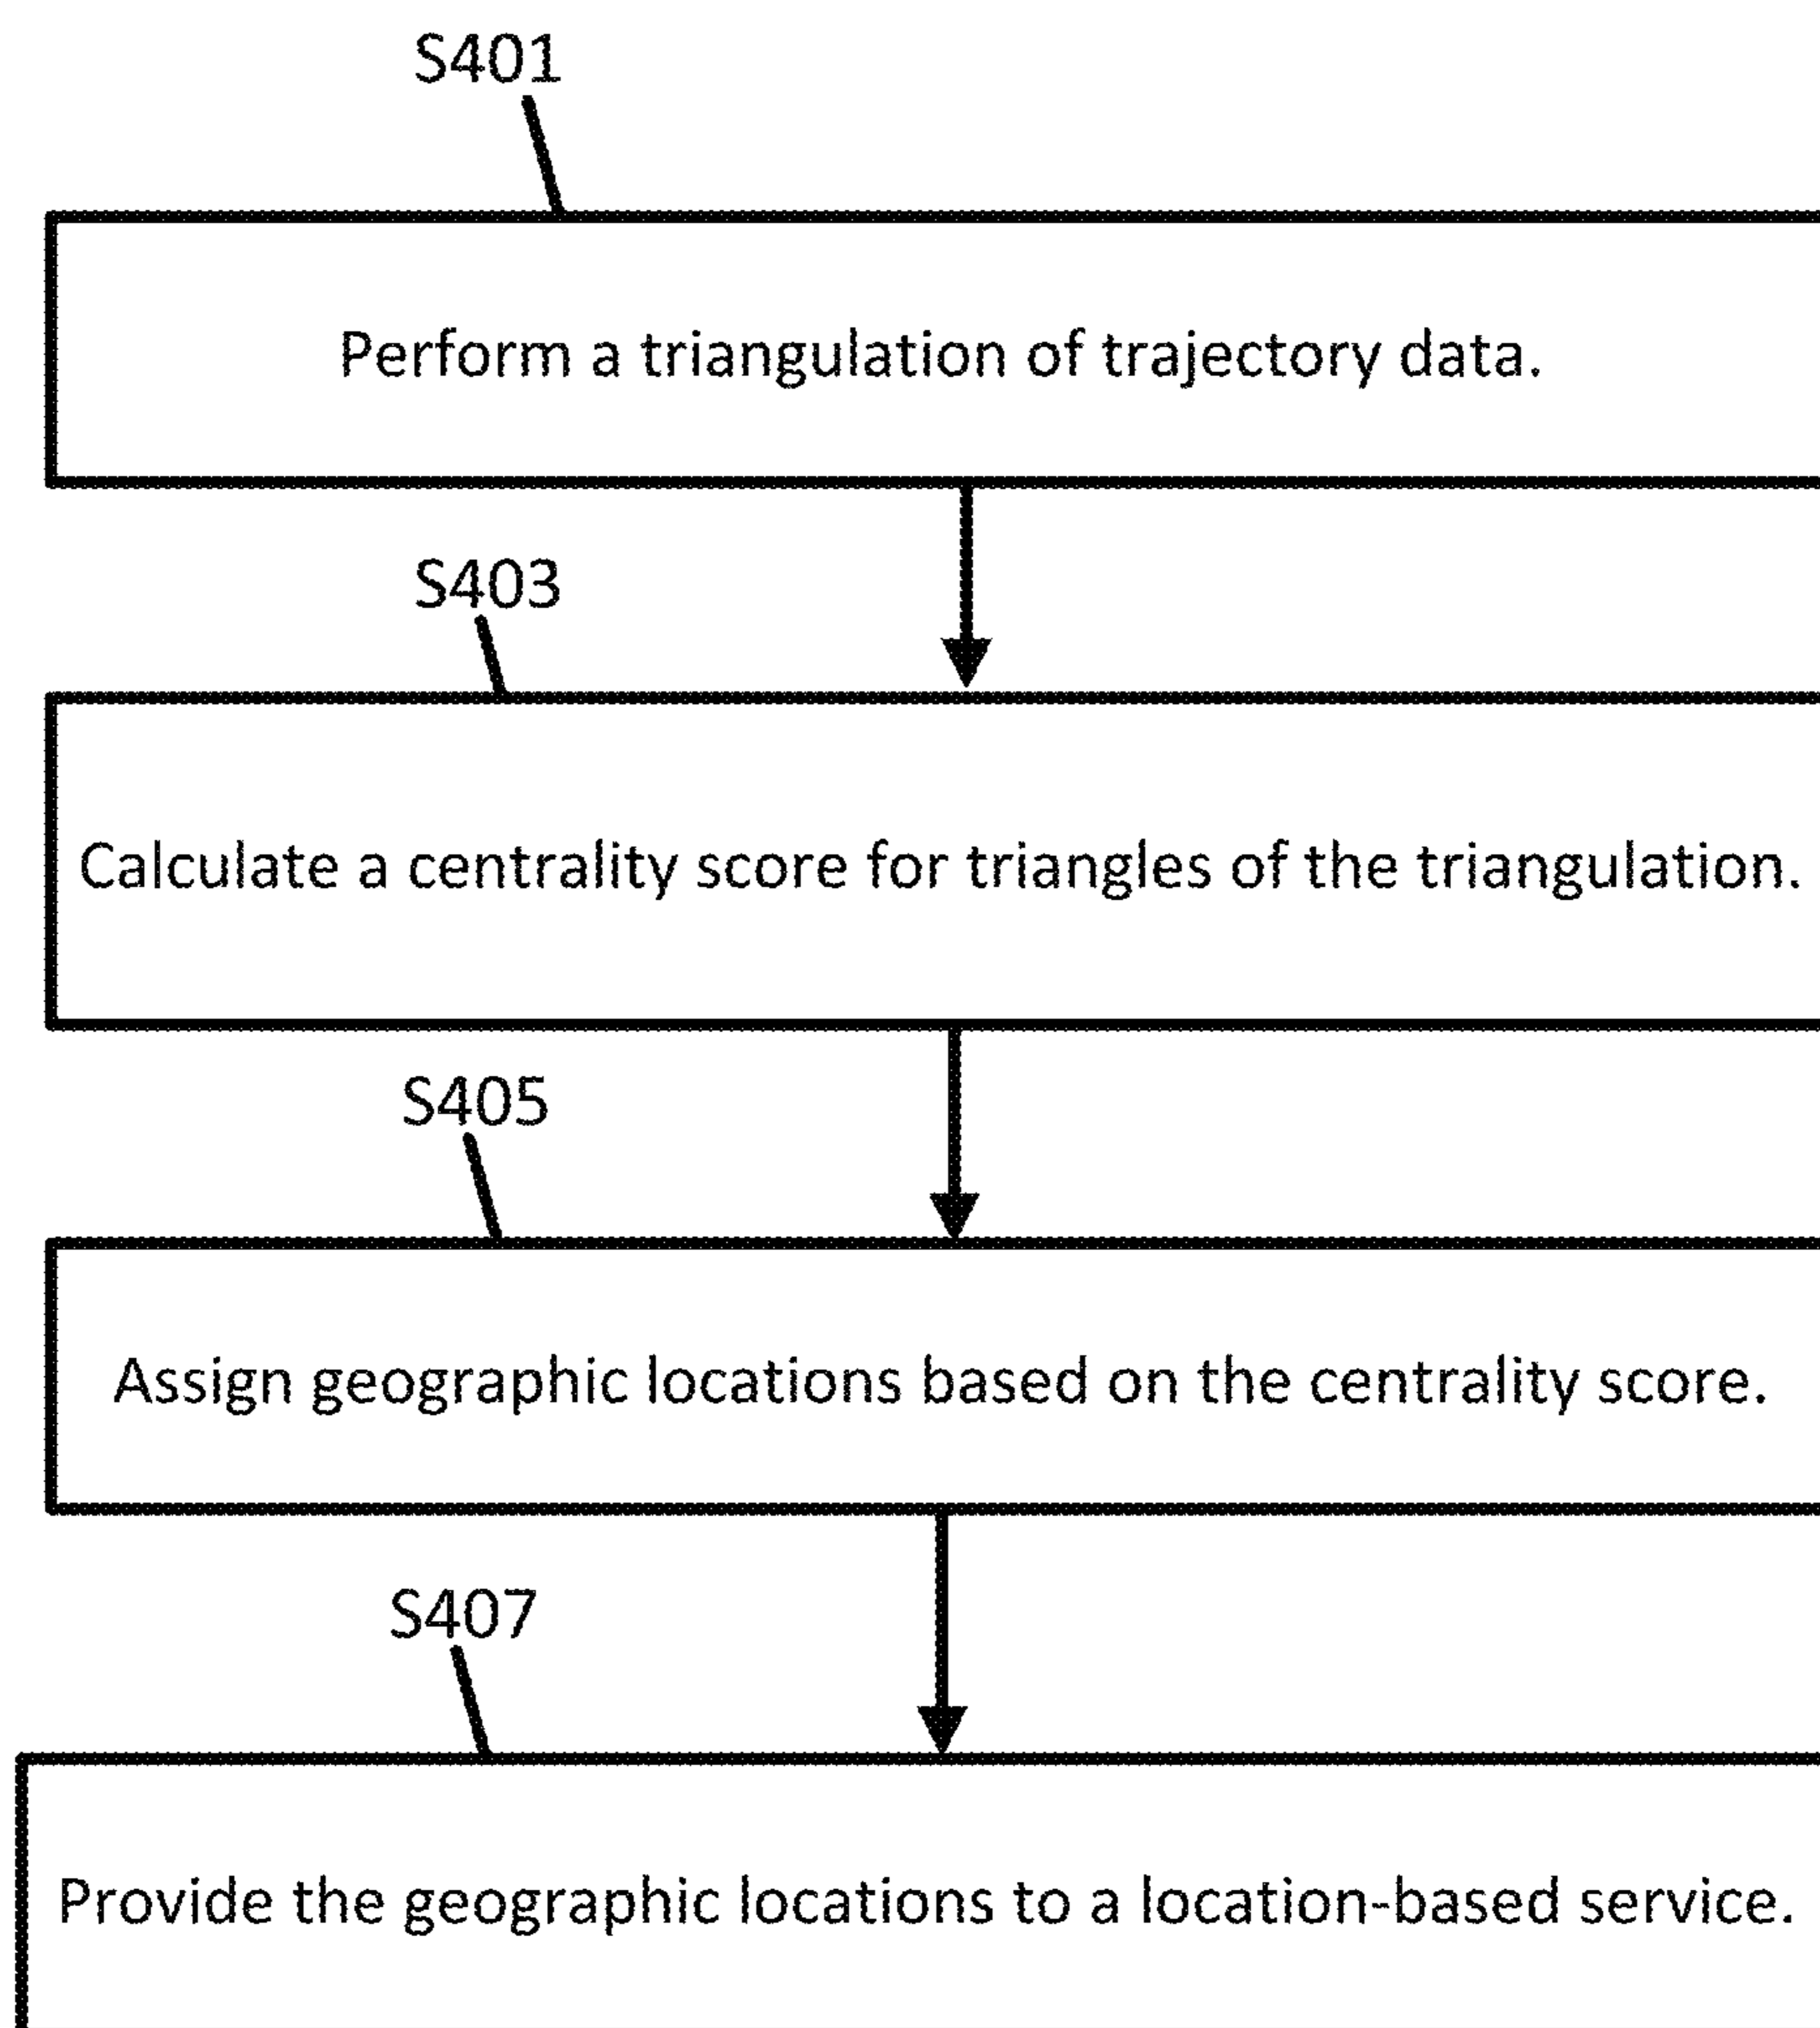 S401
Perform a triangulation of trajectory data.
S403
Calculate a centrality score for triangles of the triangulation.
S405
Assign geographic locations based on the centrality score.
S407
Provide the geographic locations to a location-based service.